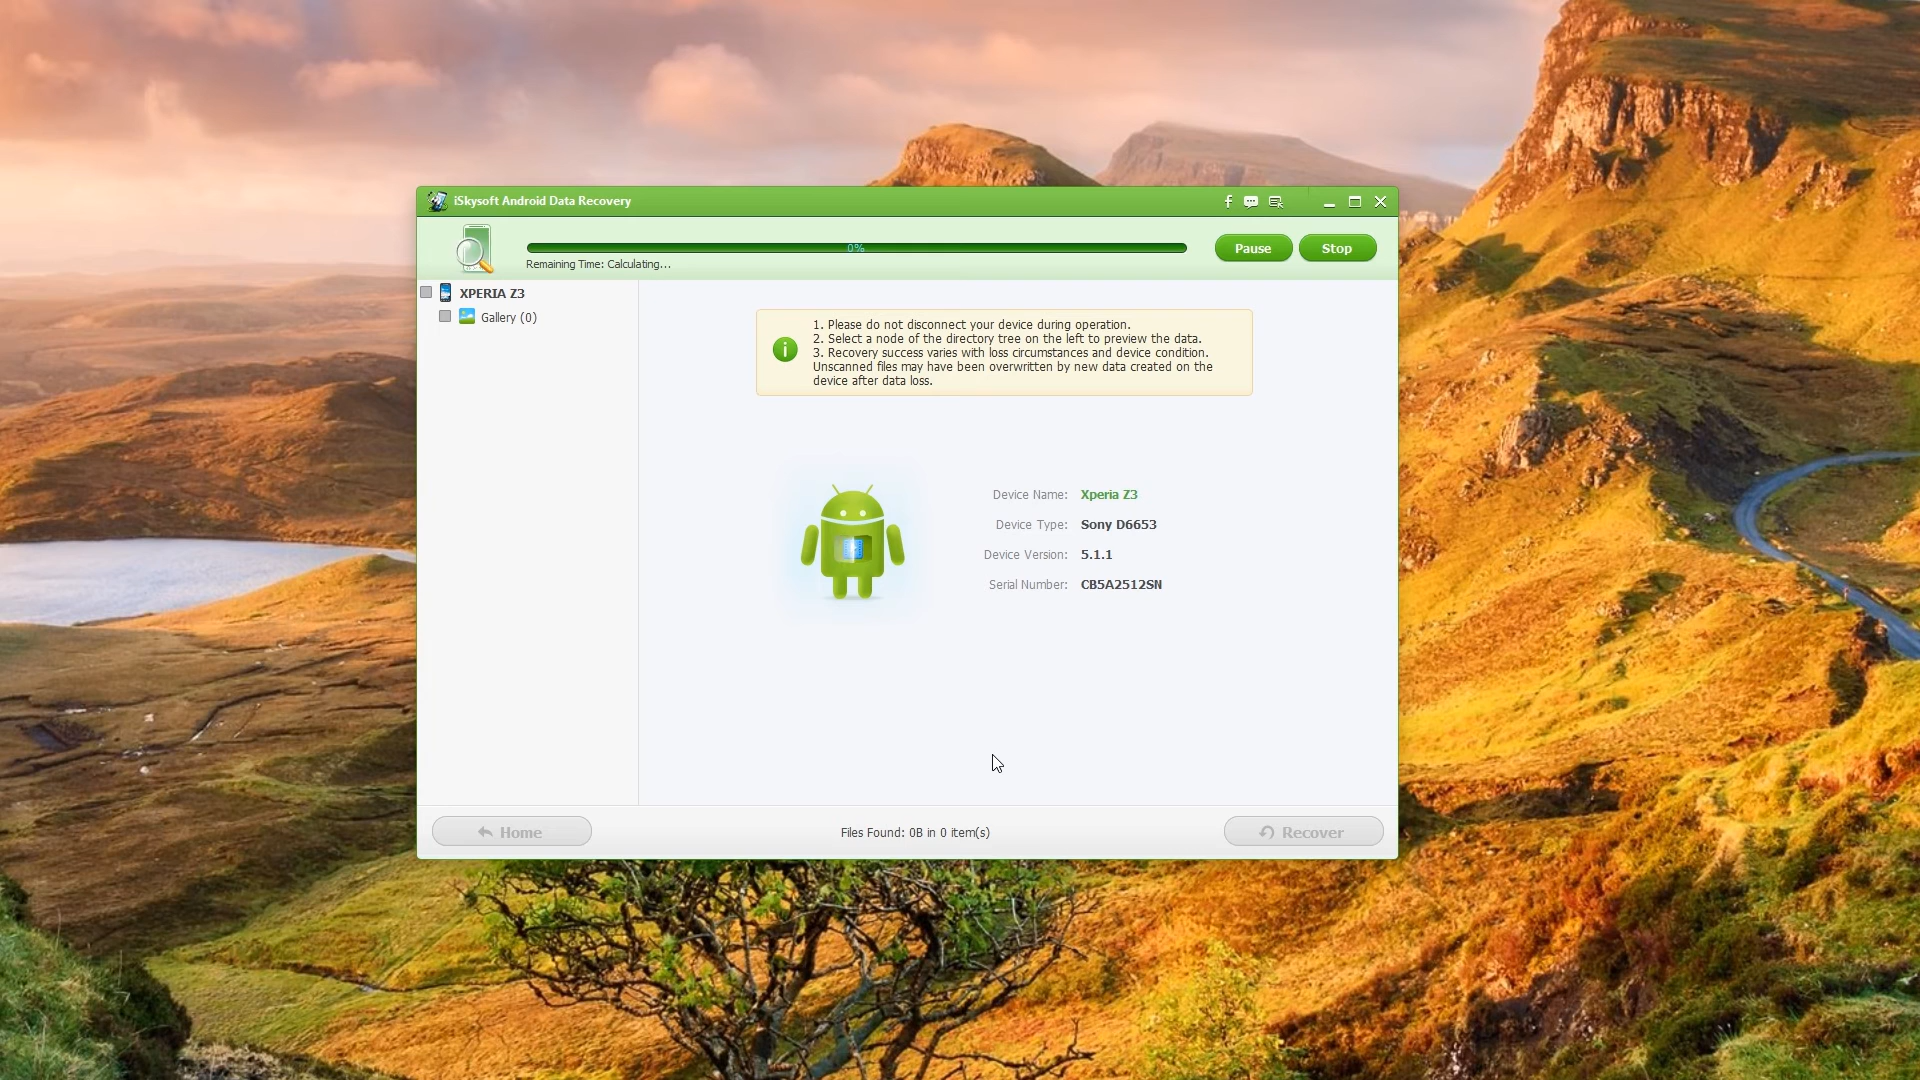 iSkysoft Android Data Recovery
0%
Pause
Stop
Remaining Time: Calculating...
XPERIA Z3
Gallery (0)
1. Please do not disconnect your device during operation.
2. Select a node of the directory tree on the left to preview the data.
3. Recovery success varies with loss circumstances and device condition.
Unscanned files may have been overwritten by new data created on the
device after data loss.
Device Name: Xperia Z3
Device Type: Sony D6653
Device Version: 5.1.1
Serial Number: CB5A2512SN
Home
Files Found: 0B in 0 item(s)
Recover